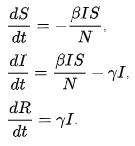 dS/dt = −βIS/N,
dI/dt = βIS/N − γI,
dR/dt = γI.